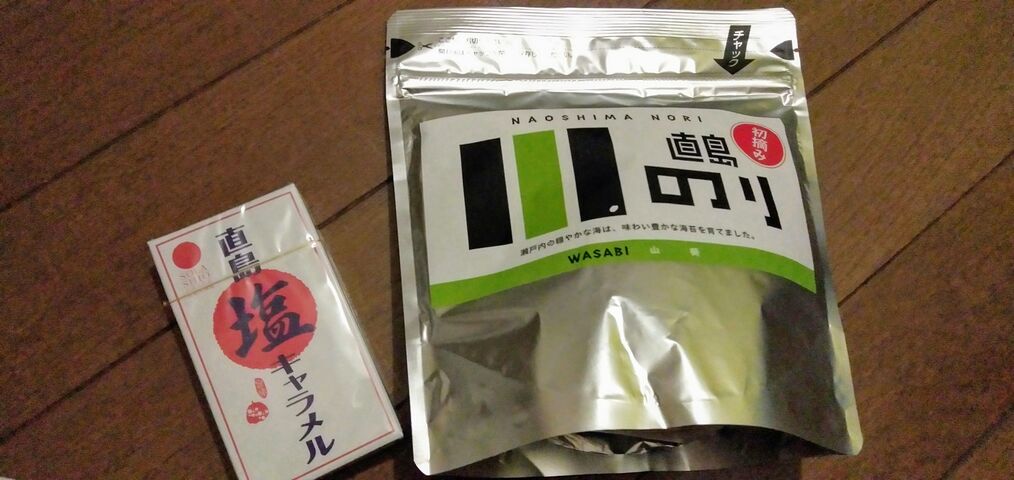 チャック
NAOSHIMA NORI
直島
のり
初摘み
瀬戸内の穏やかな海は、味わい豊かな海苔を育てました。
WASABI 山葵
SOLA SHIO
直島
塩
キャラメル